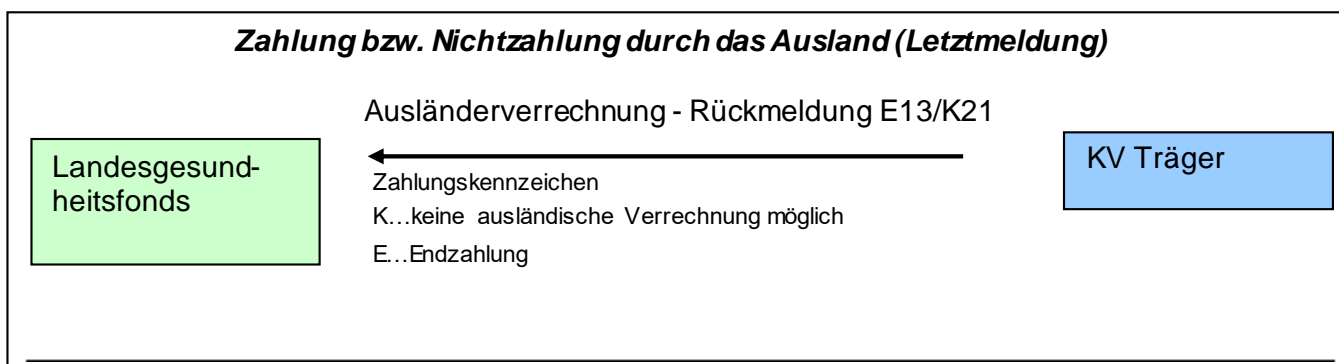 Zahlung bzw. Nichtzahlung durch das Ausland (Letztmeldung)
Ausländerverrechnung - Rückmeldung E13/K21
Landesgesund-
heitsfonds
KV Träger
Zahlungskennzeichen
K...keine ausländische Verrechnung möglich
E...Endzahlung